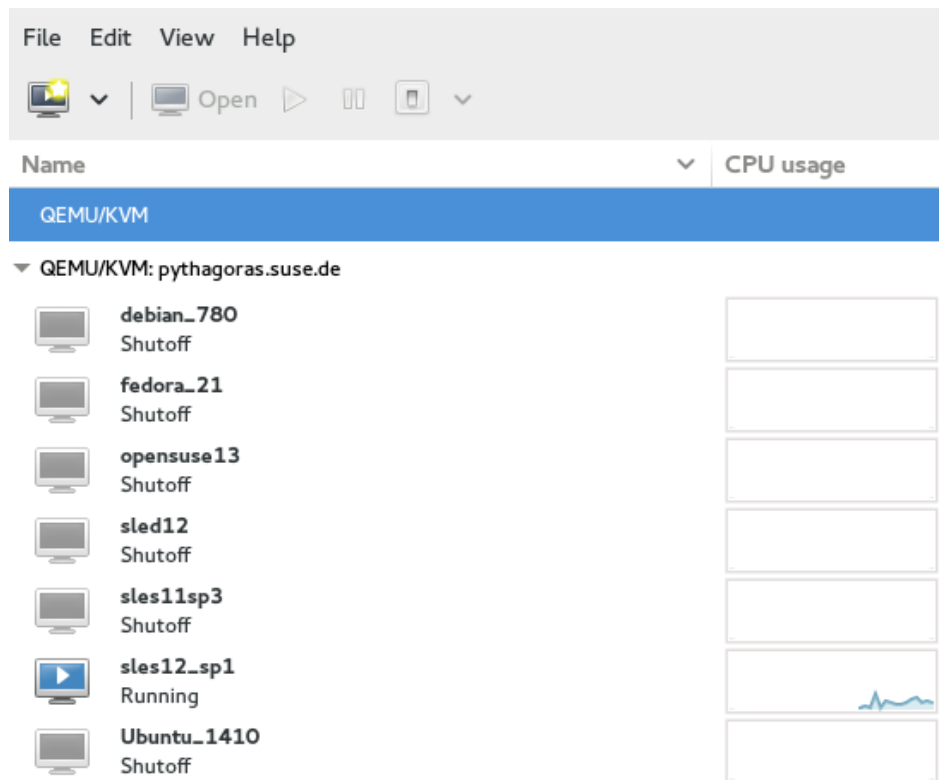 File Edit View Help
Open
Name CPU usage
QEMU/KVM
QEMU/KVM: pythagoras.suse.de
debian_780
Shutoff
fedora_21
Shutoff
opensuse13
Shutoff
sled12
Shutoff
sles11sp3
Shutoff
sles12_sp1
Running
Ubuntu_1410
Shutoff